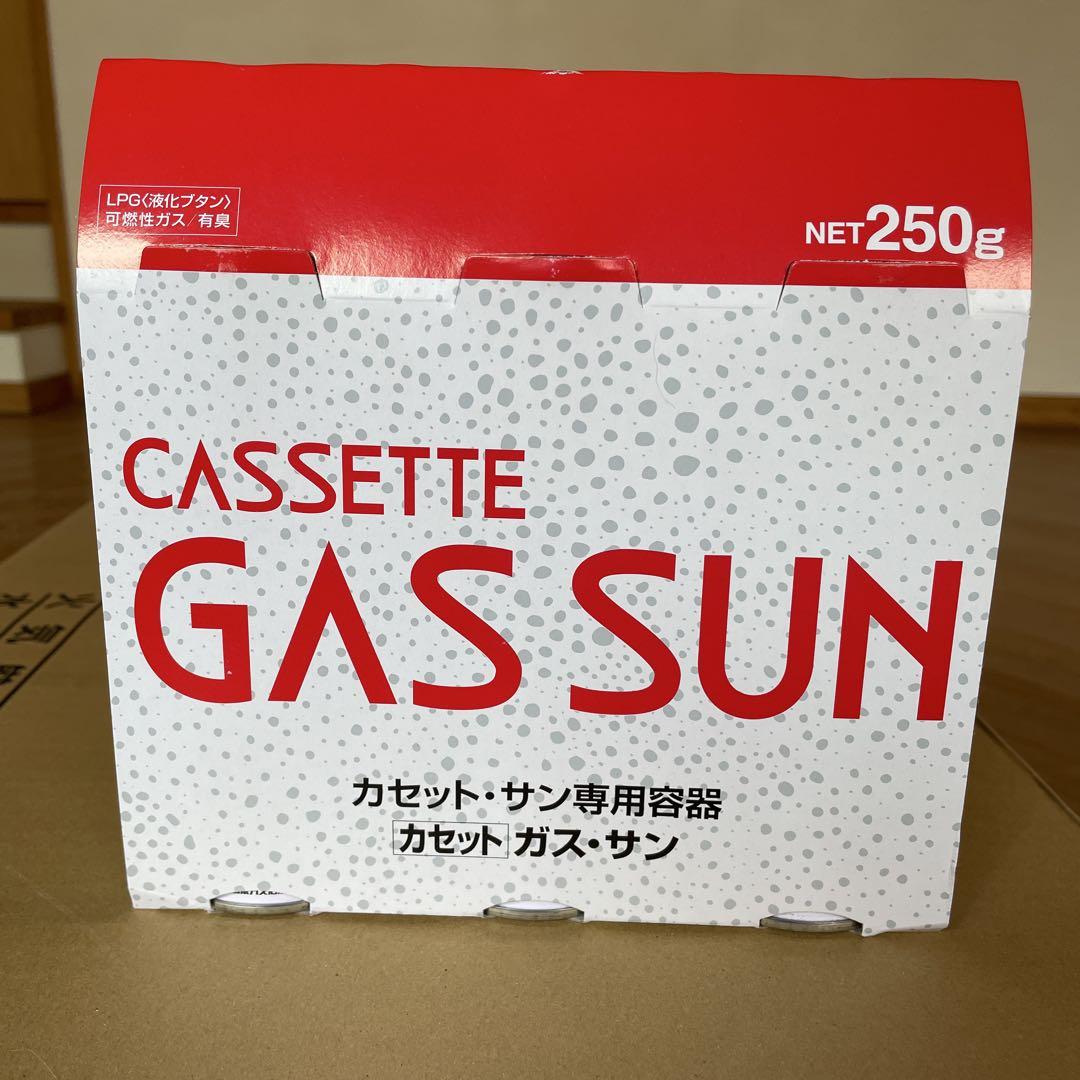 LPG〈液化ブタン〉
可燃性ガス/有臭
NET250g
CASSETTE
GAS SUN
カセット・サン専用容器
カセット ガス・サン